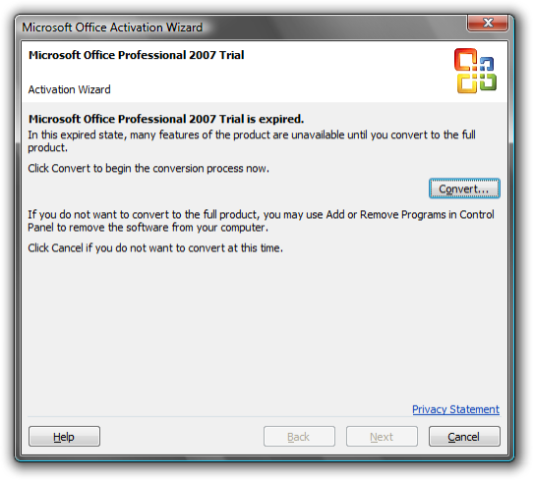 Microsoft Office Activation Wizard
Microsoft Office Professional 2007 Trial
Activation Wizard
Microsoft Office Professional 2007 Trial is expired.
In this expired state, many features of the product are unavailable until you convert to the full
product.
Click Convert to begin the conversion process now.
Convert...
If you do not want to convert to the full product, you may use Add or Remove Programs in Control
Panel to remove the software from your computer.
Click Cancel if you do not want to convert at this time.
Privacy Statement
Help Back Next Cancel